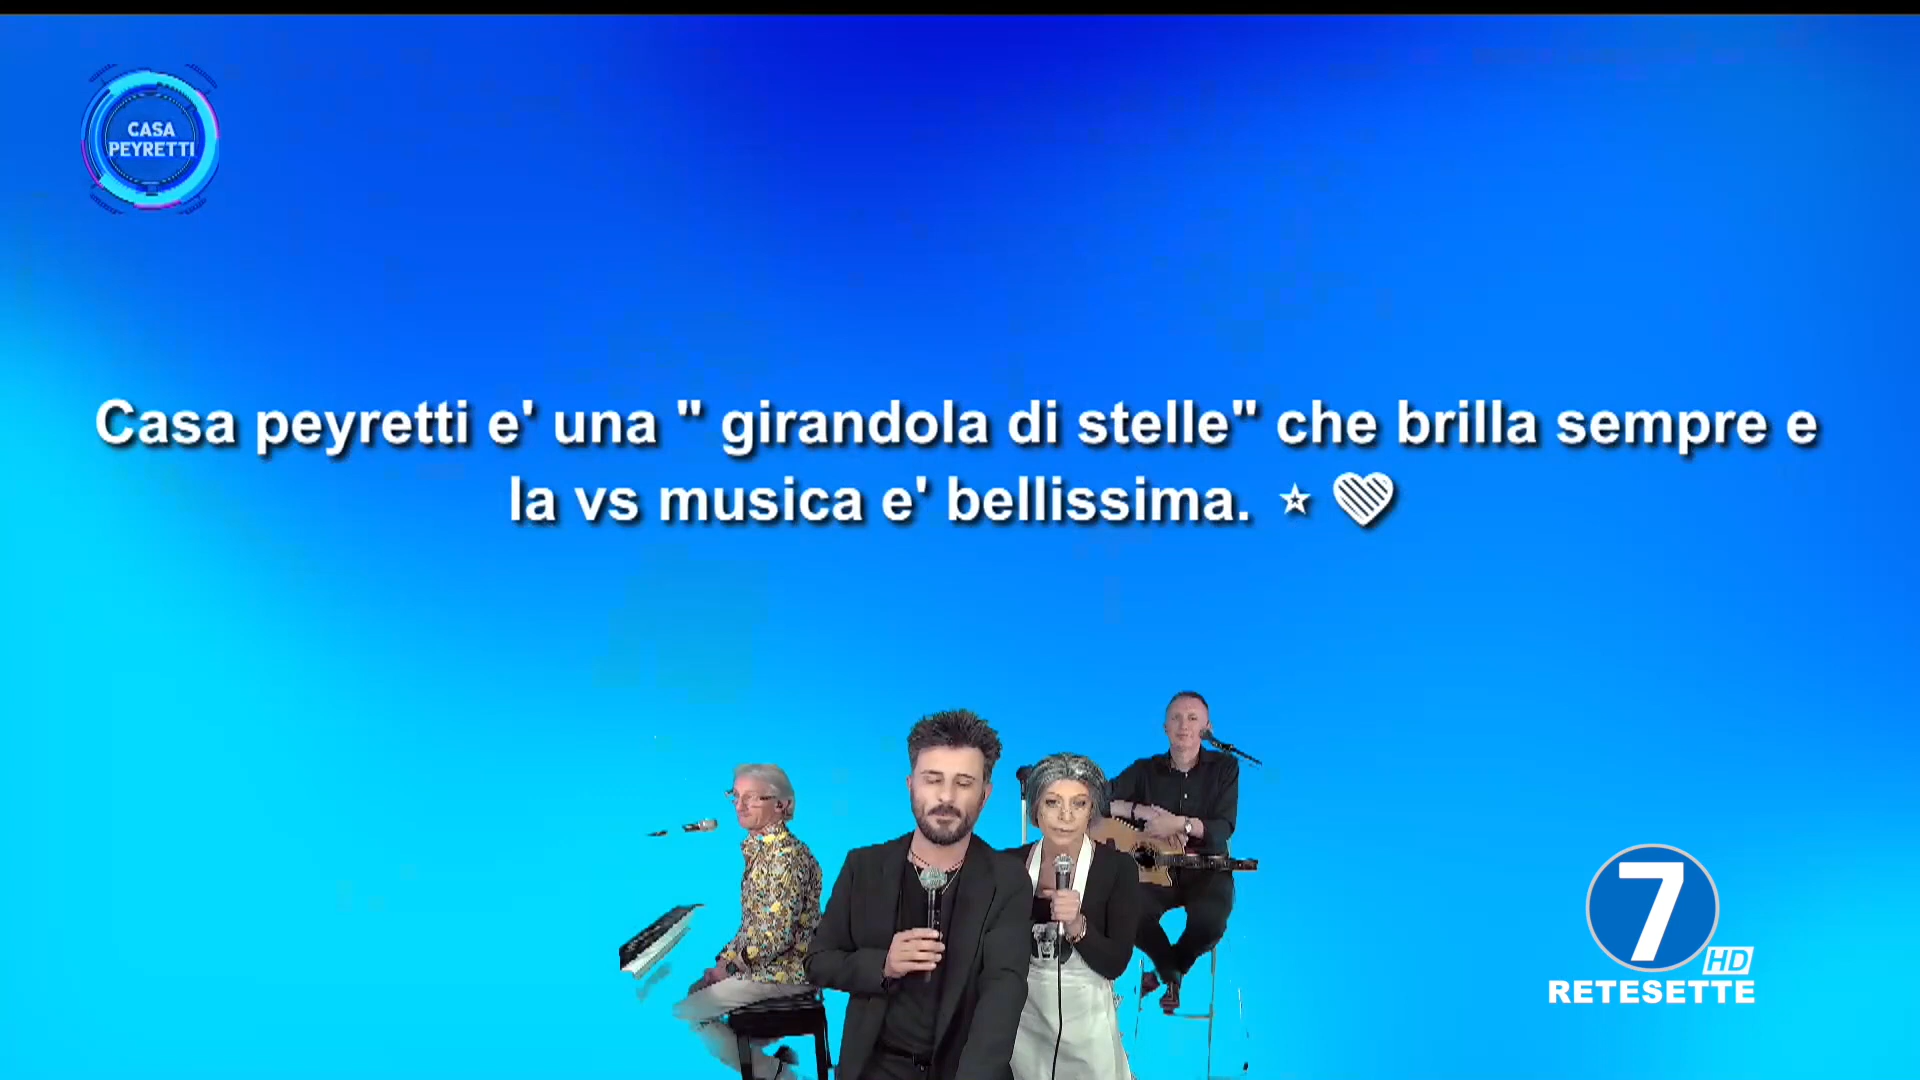 CASA
PEYRETTI
Casa peyretti e' una " girandola di stelle" che brilla sempre e
la vs musica e' bellissima. ⭐ 💜
7
HD
RETESETTE